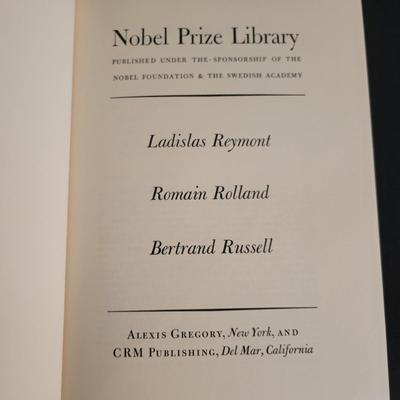 Nobel Prize Library
PUBLISHED UNDER THE SPONSORSHIP OF THE
NOBEL FOUNDATION & THE SWEDISH ACADEMY
Ladislas Reymont
Romain Rolland
Bertrand Russell
ALEXIS GREGORY, New York, AND
CRM PUBLISHING, Del Mar, California